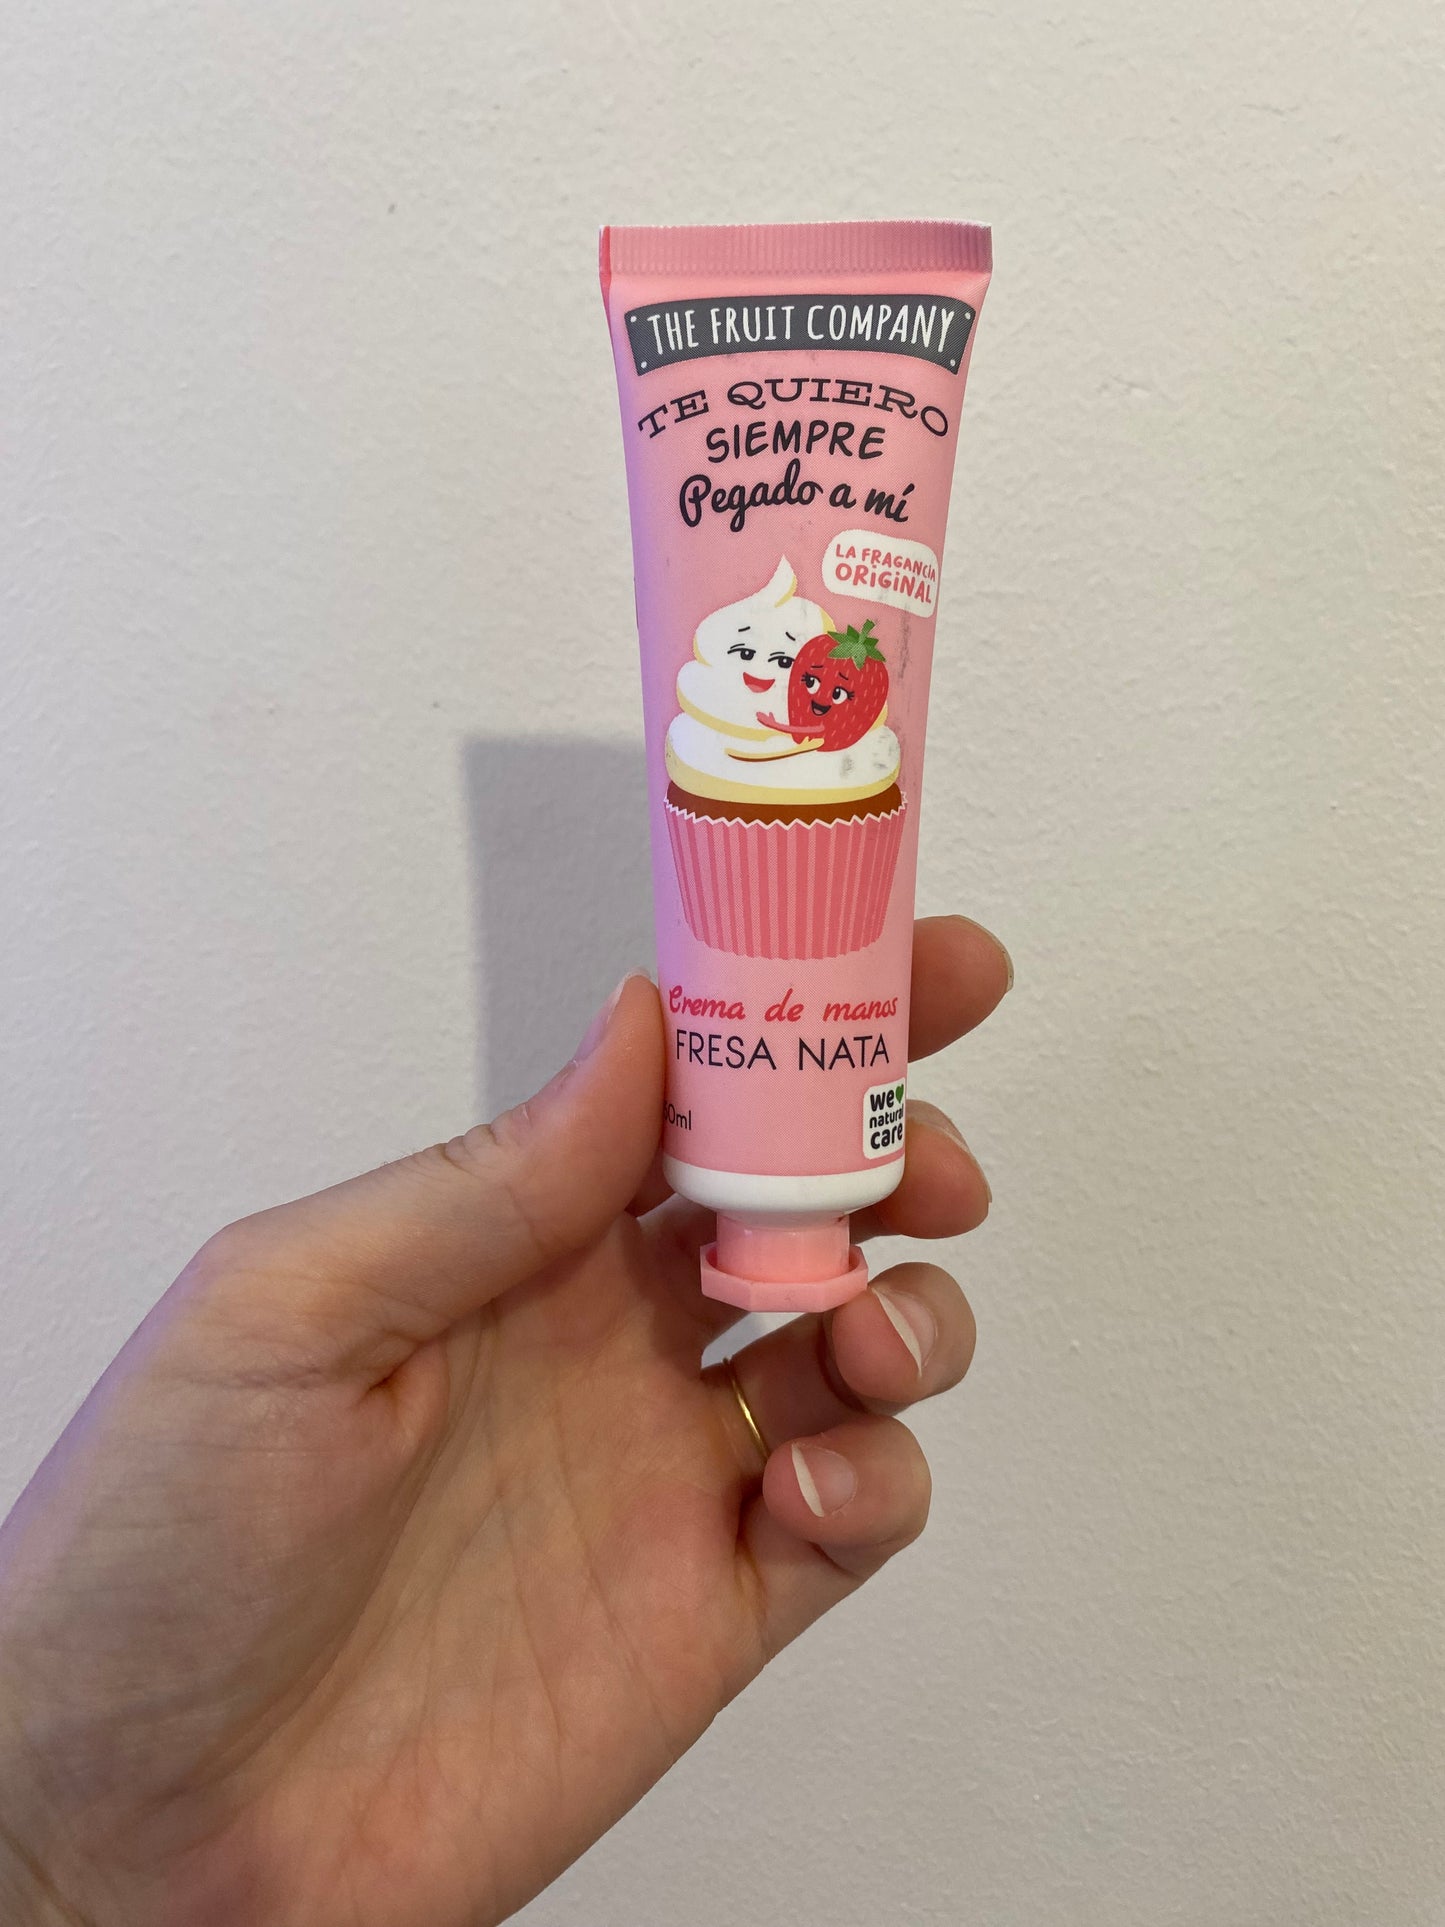 THE FRUIT COMPANY
TE QUIERO
SIEMPRE
Pegado a mí
LA FRAGANCIA
ORIGINAL
Crema de manos
FRESA NATA
we
natural
care